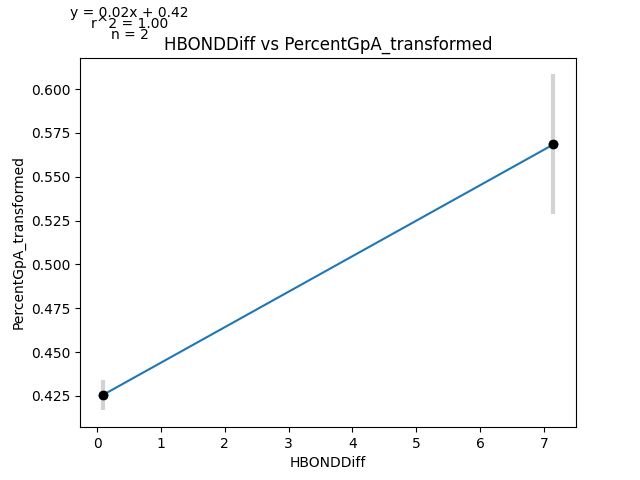 y = 0.02x + 0.42
r^2 = 1.00
n = 2
HBONDDiff vs PercentGpA_transformed
0.600
0.575
0.550
0.525
0.500
0.475
0.450
0.425
PercentGpA_transformed
0 1 2 3 4 5 6 7
HBONDDiff